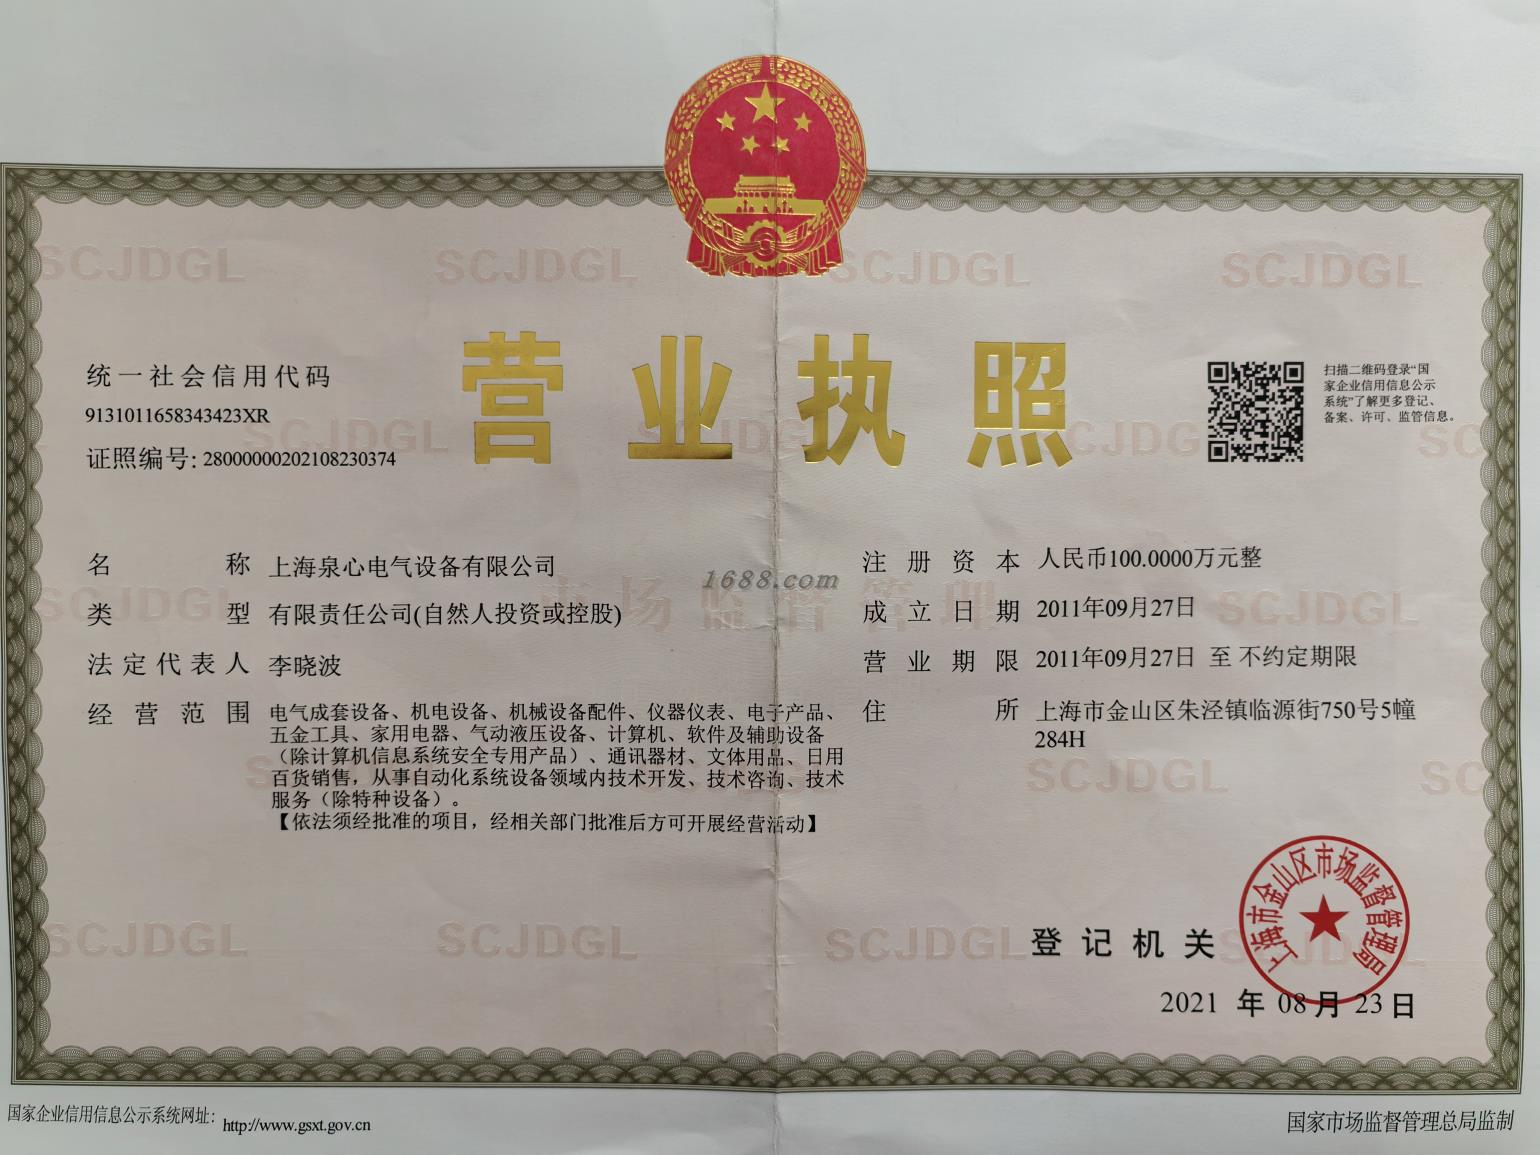 营业执照
统一社会信用代码
9131011658343423XR
证照编号: 28000000202108230374
扫描二维码登录“国
家企业信用信息公示
系统”了解更多登记、
备案、许可、监管信息。
名 称 上海泉心电气设备有限公司
类 型 有限责任公司(自然人投资或控股)
法定代表人 李晓波
经营范围 电气成套设备、机电设备、机械设备配件、仪器仪表、电子产品、
五金工具、家用电器、气动液压设备、计算机、软件及辅助设备
（除计算机信息系统安全专用产品）、通讯器材、文体用品、日用
百货销售，从事自动化系统设备领域内技术开发、技术咨询、技术
服务（除特种设备）。
【依法须经批准的项目，经相关部门批准后方可开展经营活动】
注册资本 人民币100.0000万元整
成立日期 2011年09月27日
营业期限 2011年09月27日 至 不约定期限
住 所 上海市金山区朱泾镇临源街750号5幢
284H
1688.com
市场监督管理
SCJDGL
登记机关
上海市金山区市场监督管理局
2021 年 08 月 23 日
国家企业信用信息公示系统网址： http://www.gsxt.gov.cn
国家市场监督管理总局监制